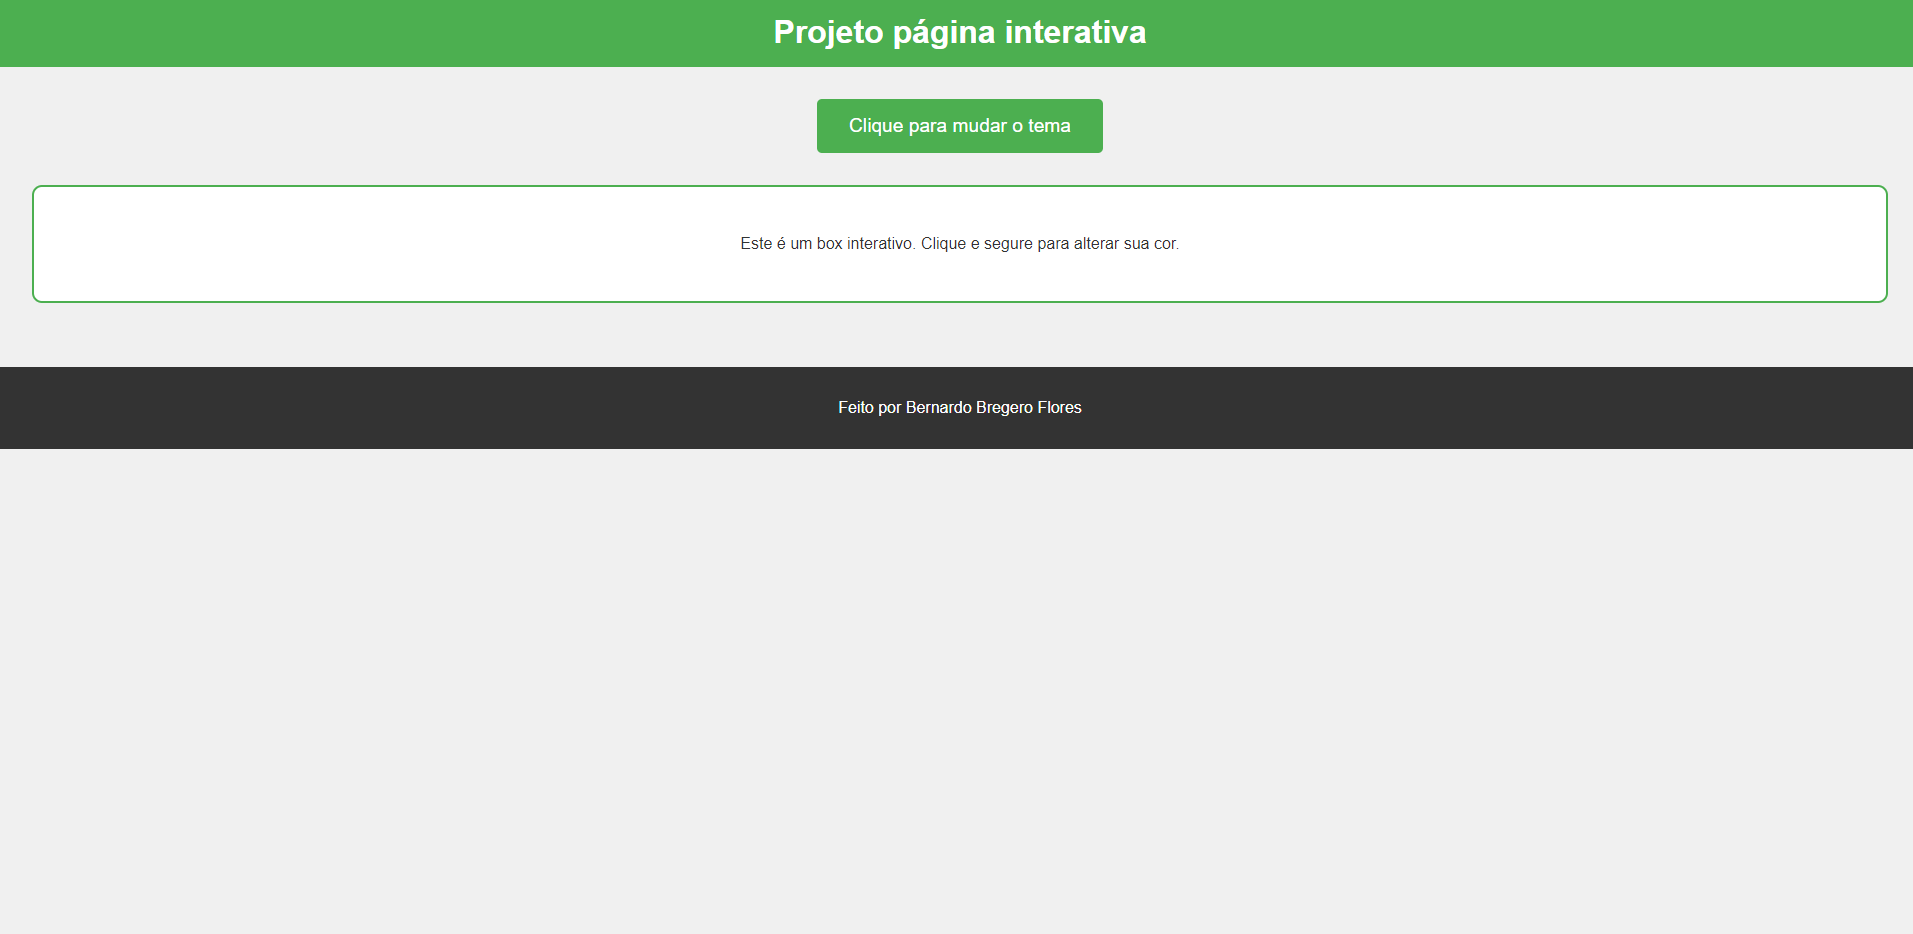 Projeto página interativa
Clique para mudar o tema
Este é um box interativo. Clique e segure para alterar sua cor.
Feito por Bernardo Bregero Flores